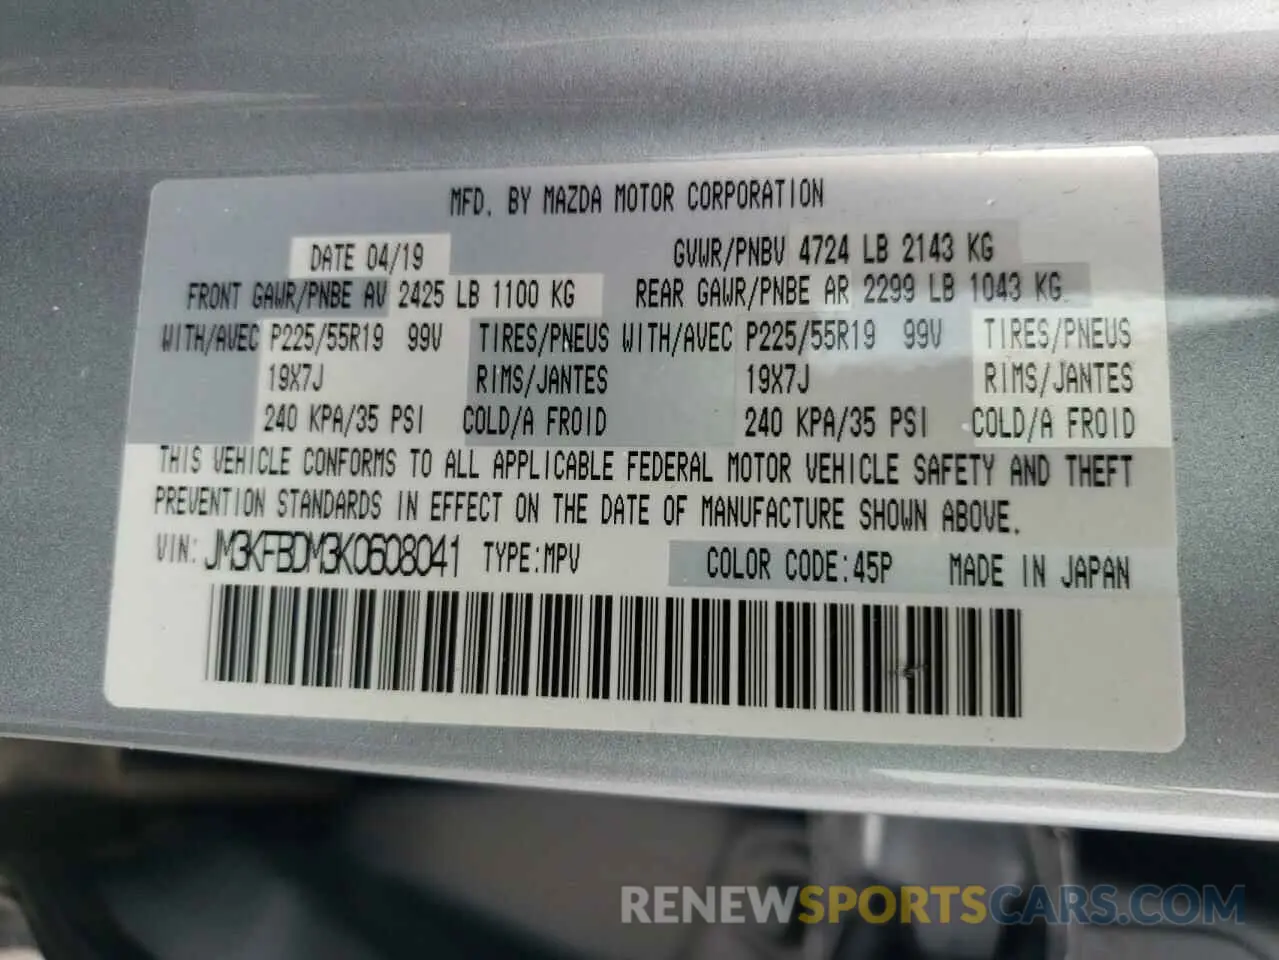 MFD. BY MAZDA MOTOR CORPORATION
DATE 04/19 GVWR/PNBV 4724 LB 2143 KG
FRONT GAWR/PNBE AV 2425 LB 1100 KG REAR GAWR/PNBE AR 2299 LB 1043 KG
WITH/AVEC P225/55R19 99V TIRES/PNEUS WITH/AVEC P225/55R19 99V TIRES/PNEUS
19X7J RIMS/JANTES 19X7J RIMS/JANTES
240 KPA/35 PSI COLD/A FROID 240 KPA/35 PSI COLD/A FROID
THIS VEHICLE CONFORMS TO ALL APPLICABLE FEDERAL MOTOR VEHICLE SAFETY AND THEFT
PREVENTION STANDARDS IN EFFECT ON THE DATE OF MANUFACTURE SHOWN ABOVE.
VIN: JM3KFBDM3K0608041 TYPE:MPV COLOR CODE:45P MADE IN JAPAN
RENEWSPORTSCARS.COM